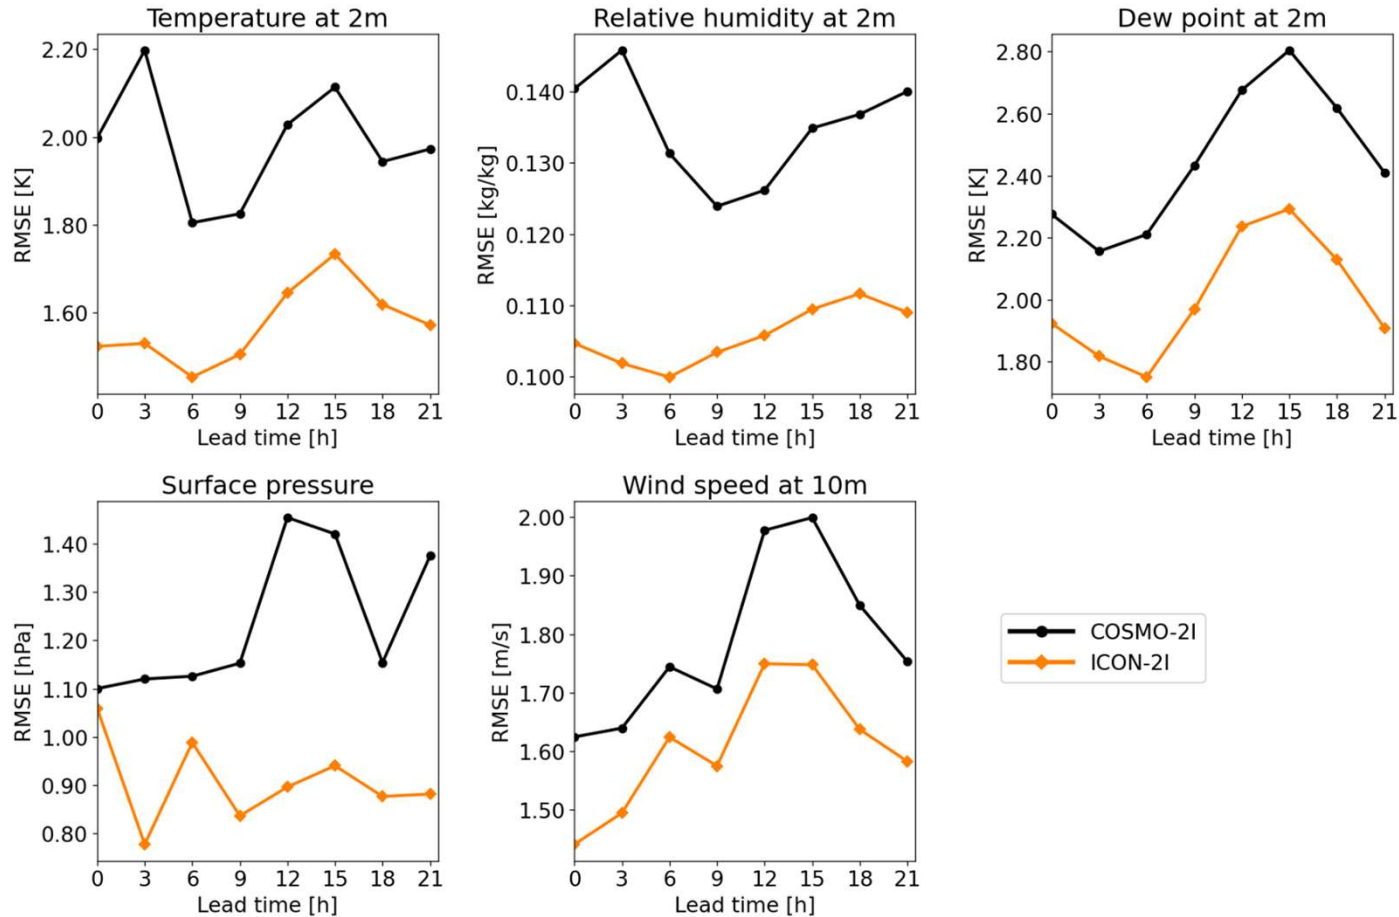 Temperature at 2m
2.20
2.00
1.80
1.60
RMSE [K]
0 3 6 9 12 15 18 21
Lead time [h]
Relative humidity at 2m
0.140
0.130
0.120
0.110
0.100
RMSE [kg/kg]
0 3 6 9 12 15 18 21
Lead time [h]
Dew point at 2m
2.80
2.60
2.40
2.20
2.00
1.80
RMSE [K]
0 3 6 9 12 15 18 21
Lead time [h]
Surface pressure
1.40
1.30
1.20
1.10
1.00
0.90
0.80
RMSE [hPa]
0 3 6 9 12 15 18 21
Lead time [h]
Wind speed at 10m
2.00
1.90
1.80
1.70
1.60
1.50
RMSE [m/s]
0 3 6 9 12 15 18 21
Lead time [h]
COSMO-2I
ICON-2I